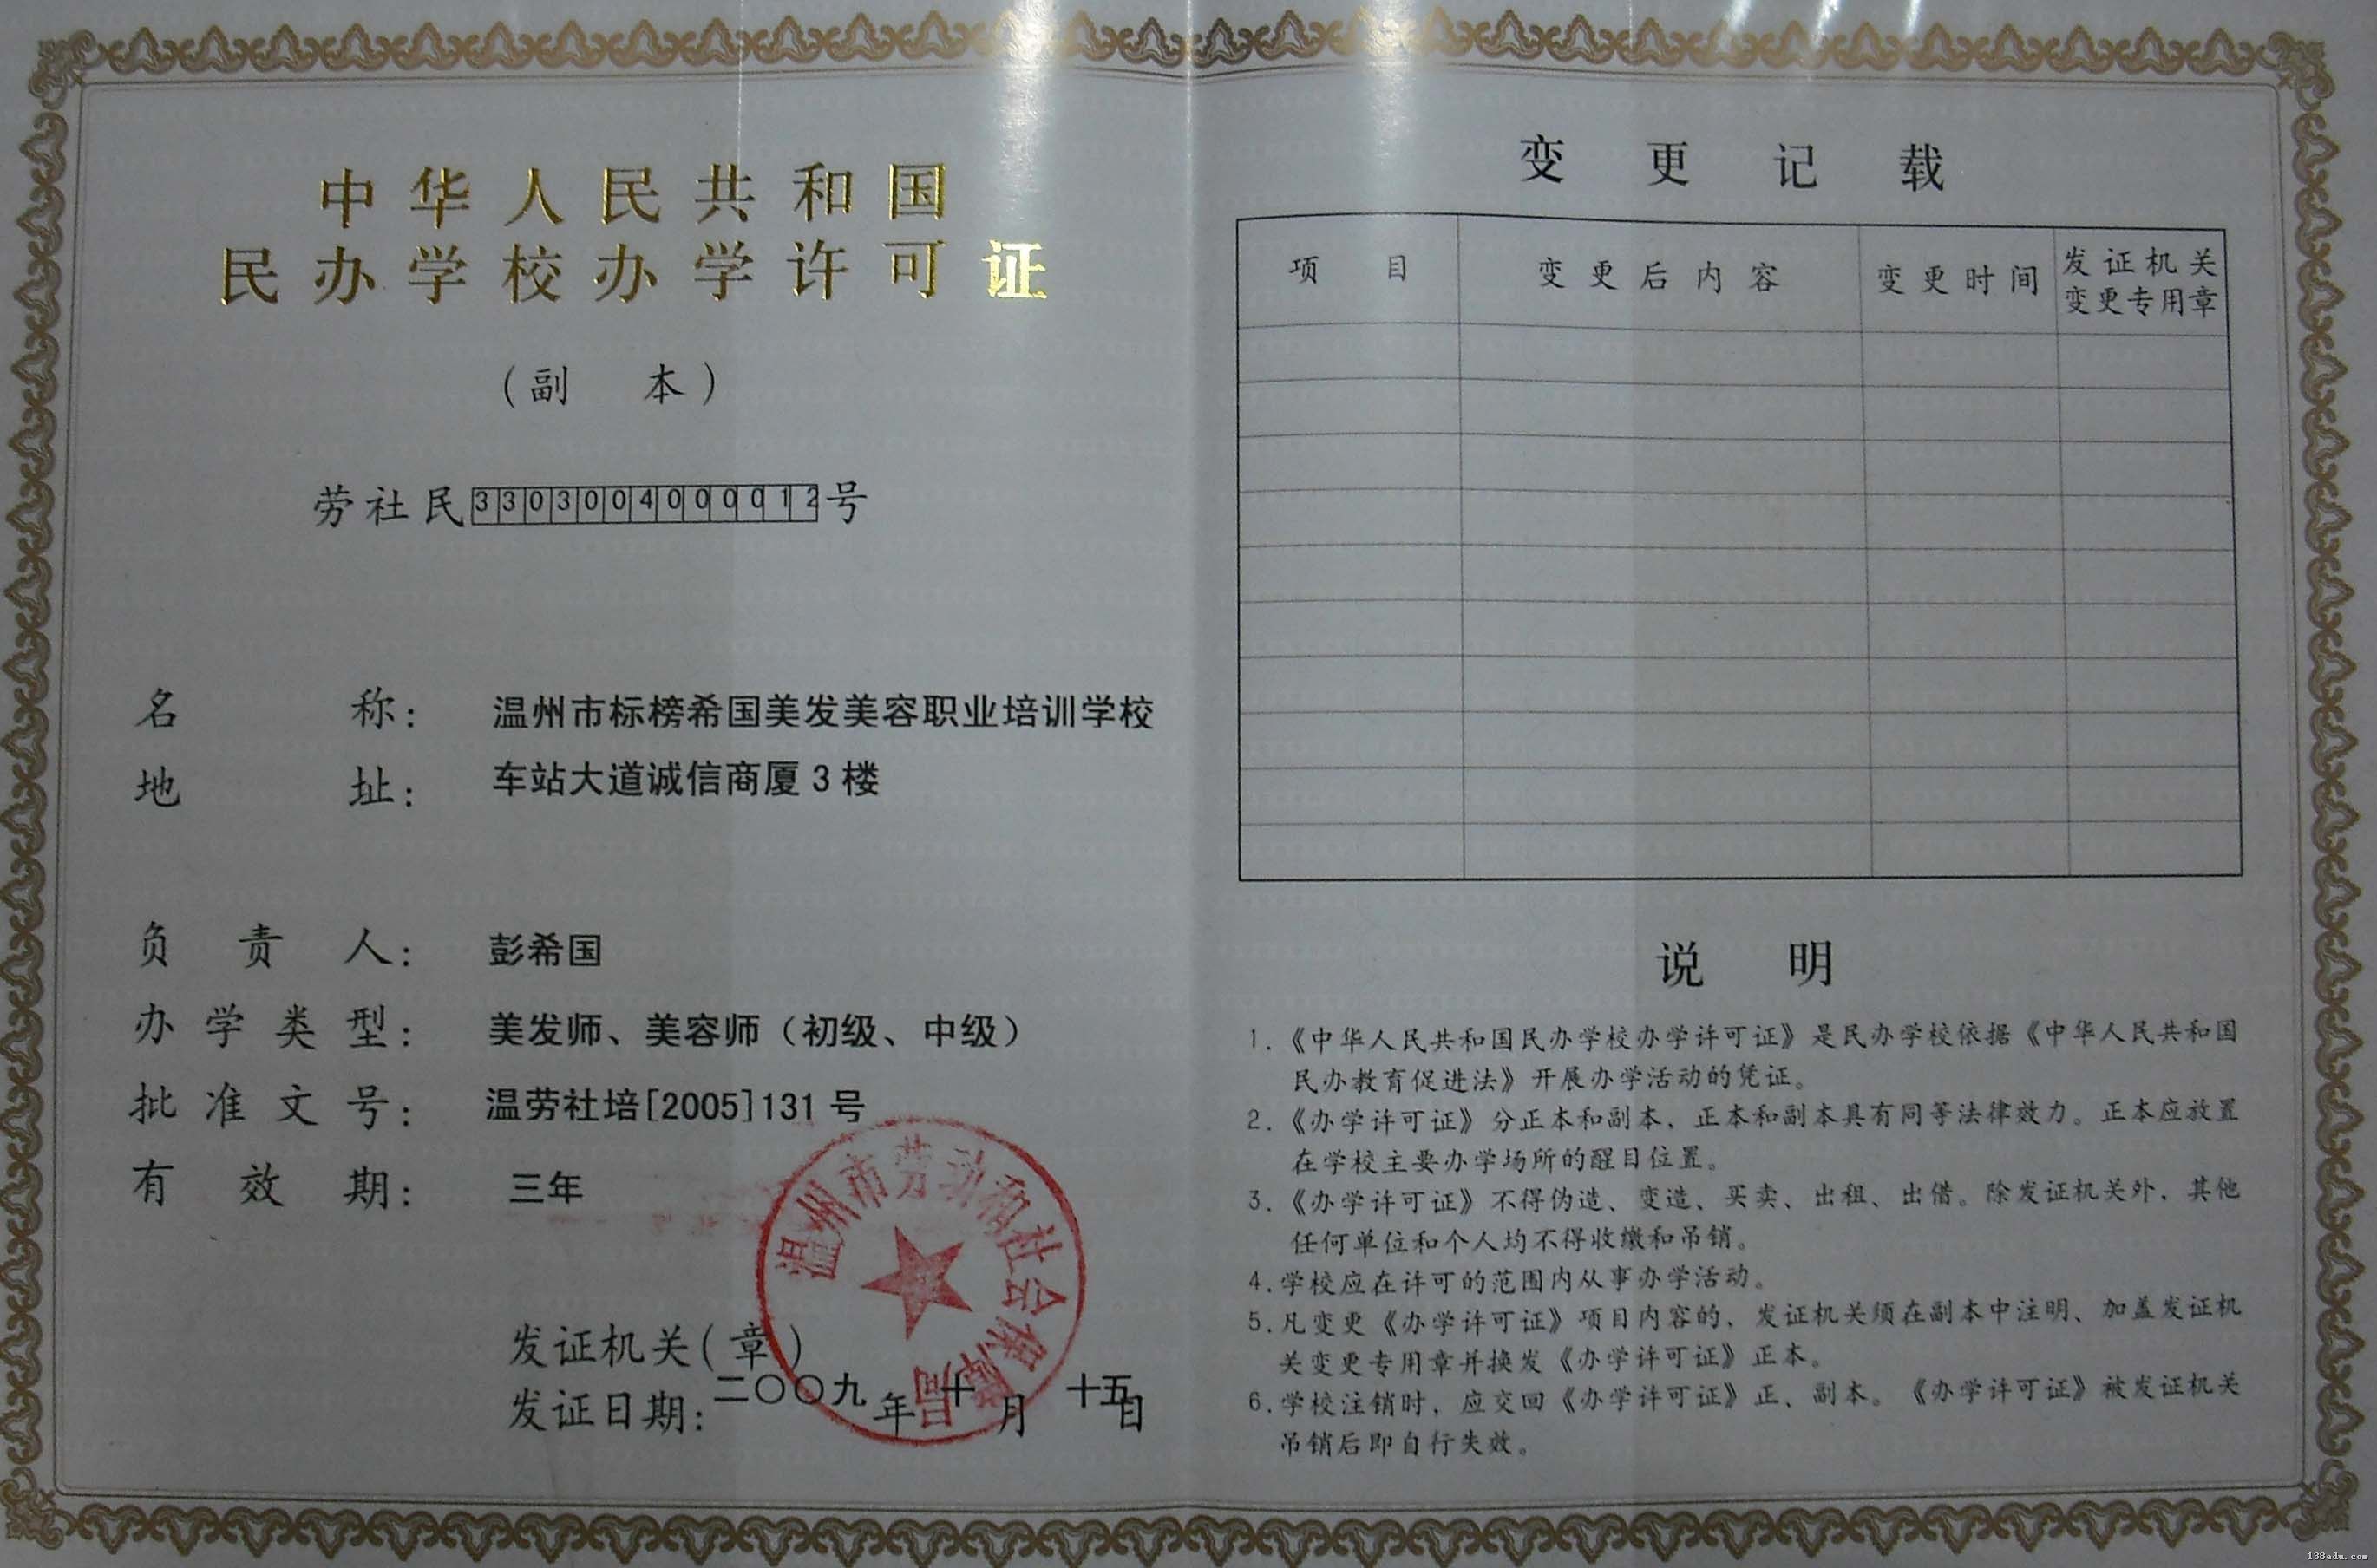 中华人民共和国
民办学校办学许可证
（副 本）
劳社民3303004000012号
名 称：温州市标榜希国美发美容职业培训学校
地 址：车站大道诚信商厦3楼
负 责 人：彭希国
办 学 类 型：美发师、美容师（初级、中级）
批 准 文 号：温劳社培[2005]131号
有 效 期：三年
温州市劳动和社会保障局
发证机关(章)
发证日期：二〇〇九年十月十五日
变 更 记 载
项 目 变更后内容 变更时间 发证机关
变更专用章
说 明
1.《中华人民共和国民办学校办学许可证》是民办学校依据《中华人民共和国
民办教育促进法》开展办学活动的凭证。
2.《办学许可证》分正本和副本，正本和副本具有同等法律效力。正本应放置
在学校主要办学场所的醒目位置。
3.《办学许可证》不得伪造、变造、买卖、出租、出借。除发证机关外，其他
任何单位和个人均不得收缴和吊销。
4.学校应在许可的范围内从事办学活动。
5.凡变更《办学许可证》项目内容的，发证机关须在副本中注明、加盖发证机
关变更专用章并换发《办学许可证》正本。
6.学校注销时，应交回《办学许可证》正、副本。《办学许可证》被发证机关
吊销后即自行失效。
138edu.com